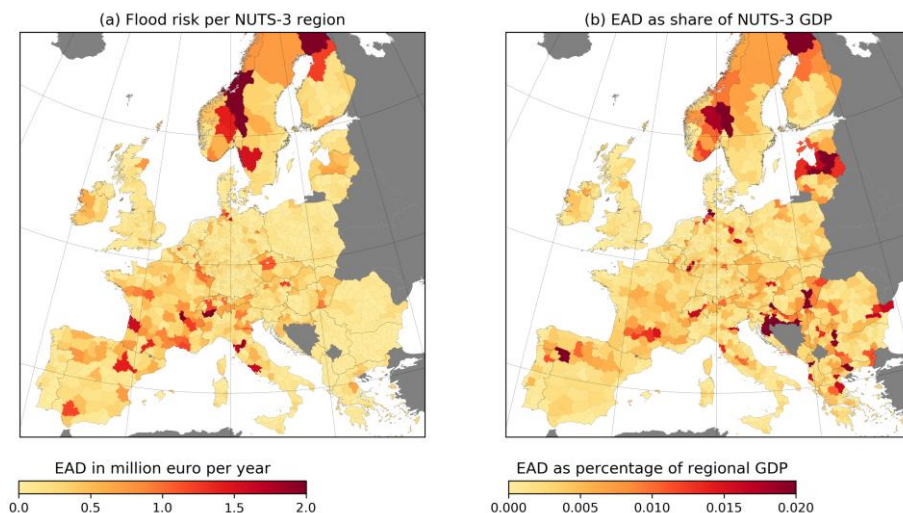 (a) Flood risk per NUTS-3 region
(b) EAD as share of NUTS-3 GDP
EAD in million euro per year
0.0 0.5 1.0 1.5 2.0
EAD as percentage of regional GDP
0.000 0.005 0.010 0.015 0.020